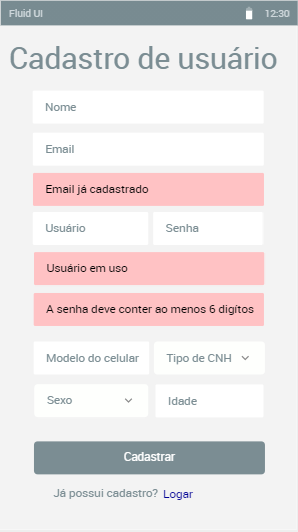 Fluid UI 12:30
Cadastro de usuário
Nome
Email
Email já cadastrado
Usuário Senha
Usuário em uso
A senha deve conter ao menos 6 digítos
Modelo do celular Tipo de CNH
Sexo Idade
Cadastrar
Já possui cadastro? Logar